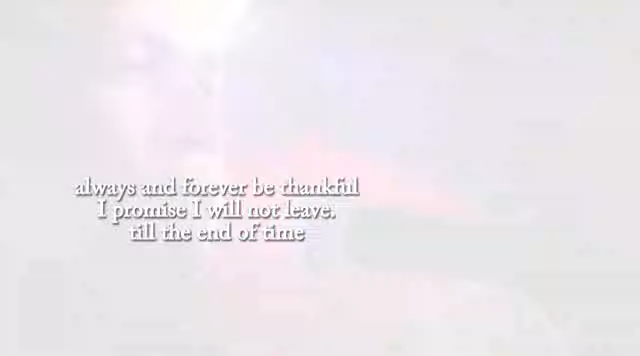 always and forever be thankful
I promise I will not leave.
till the end of time